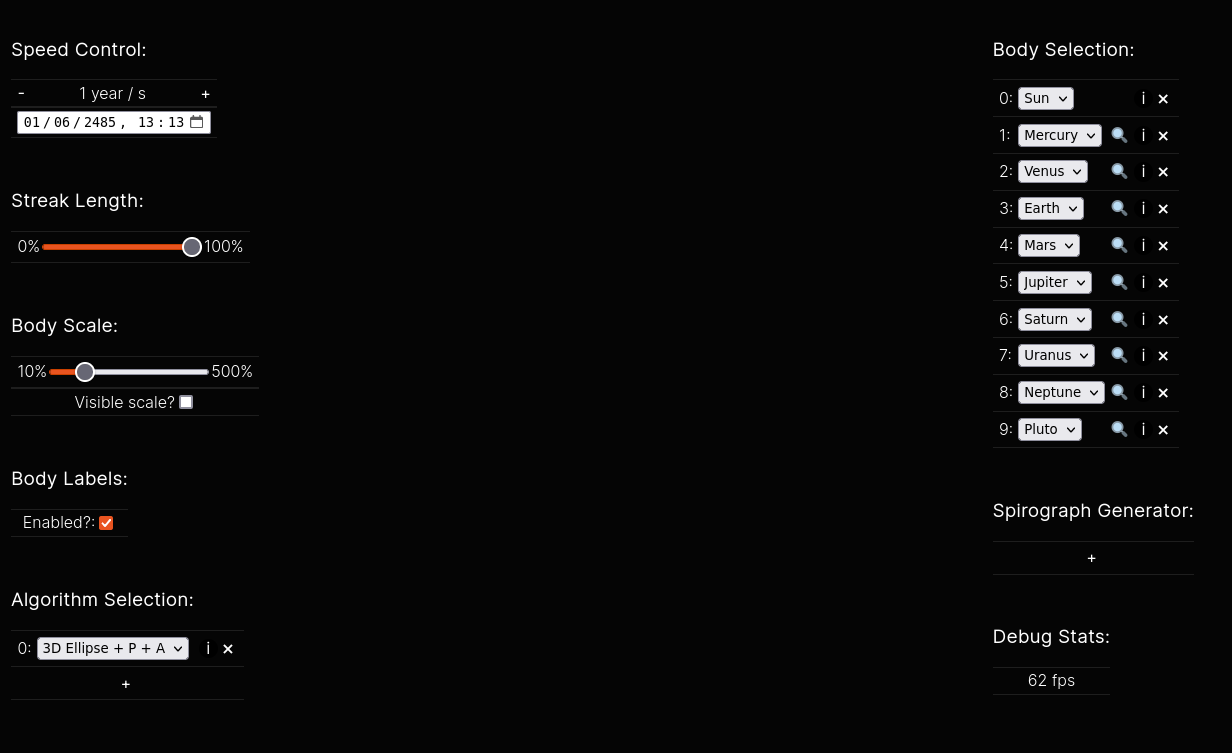 Speed Control:
- 1 year / s +
01/06/2485, 13:13
Streak Length:
0% 100%
Body Scale:
10% 500%
Visible scale?
Body Labels:
Enabled?:
Algorithm Selection:
0: 3D Ellipse + P + A i ×
+
Body Selection:
0: Sun i ×
1: Mercury 🔍 i ×
2: Venus 🔍 i ×
3: Earth 🔍 i ×
4: Mars 🔍 i ×
5: Jupiter 🔍 i ×
6: Saturn 🔍 i ×
7: Uranus 🔍 i ×
8: Neptune 🔍 i ×
9: Pluto 🔍 i ×
Spirograph Generator:
+
Debug Stats:
62 fps